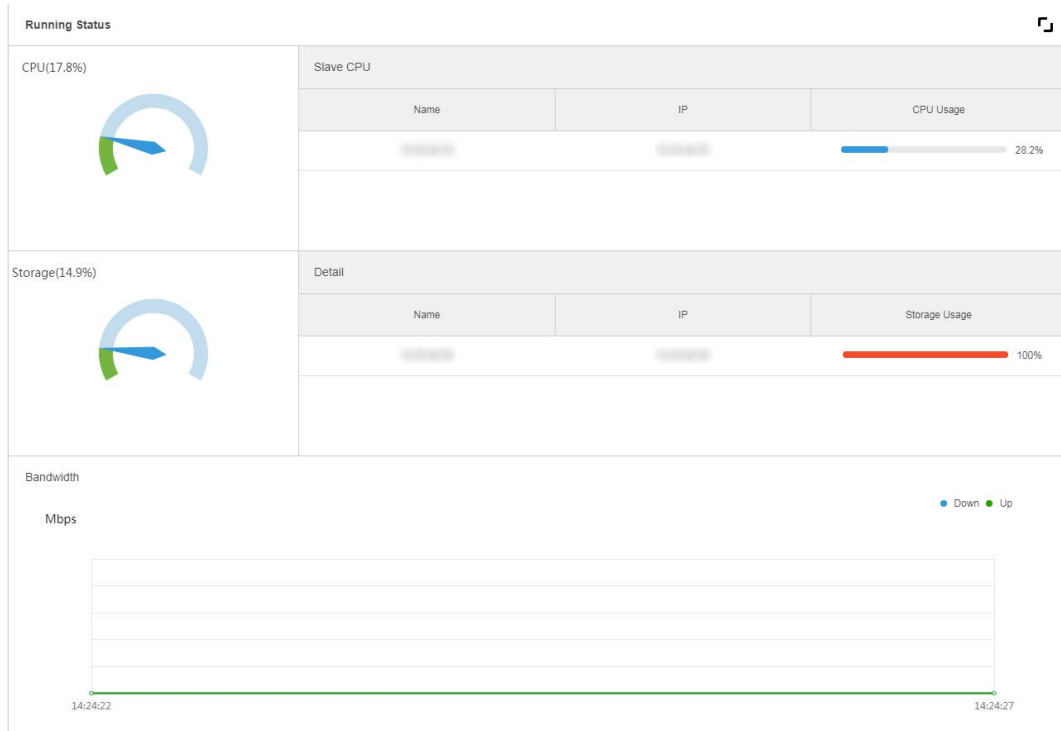 Running Status
CPU(17.8%)
Slave CPU
Name IP CPU Usage
28.2%
Storage(14.9%)
Detail
Name IP Storage Usage
100%
Bandwidth
Down Up
Mbps
14:24:22 14:24:27